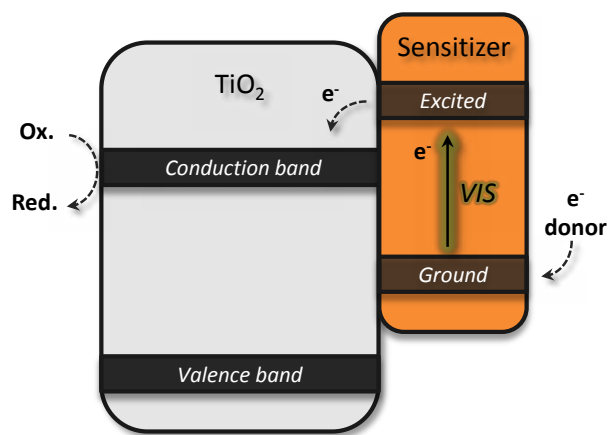 Sensitizer
TiO₂
e⁻
Excited
Ox.
Conduction band
e⁻
VIS
Red.
e⁻
donor
Ground
Valence band